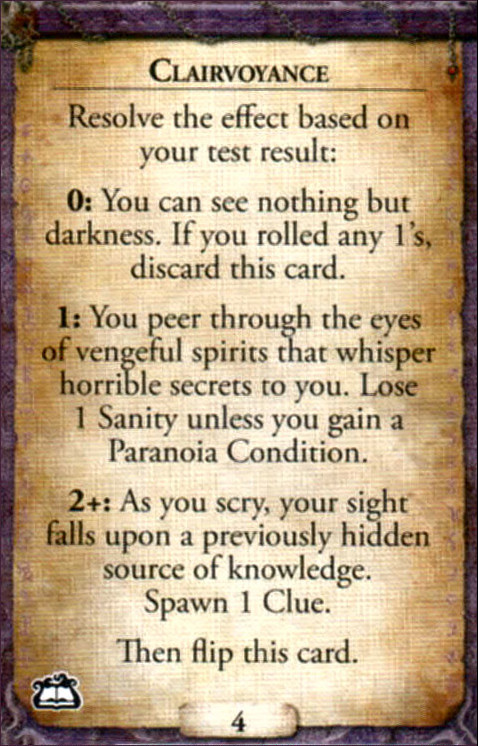 CLAIRVOYANCE
Resolve the effect based on
your test result:
0: You can see nothing but
darkness. If you rolled any 1's,
discard this card.
1: You peer through the eyes
of vengeful spirits that whisper
horrible secrets to you. Lose
1 Sanity unless you gain a
Paranoia Condition.
2+: As you scry, your sight
falls upon a previously hidden
source of knowledge.
Spawn 1 Clue.
Then flip this card.
4